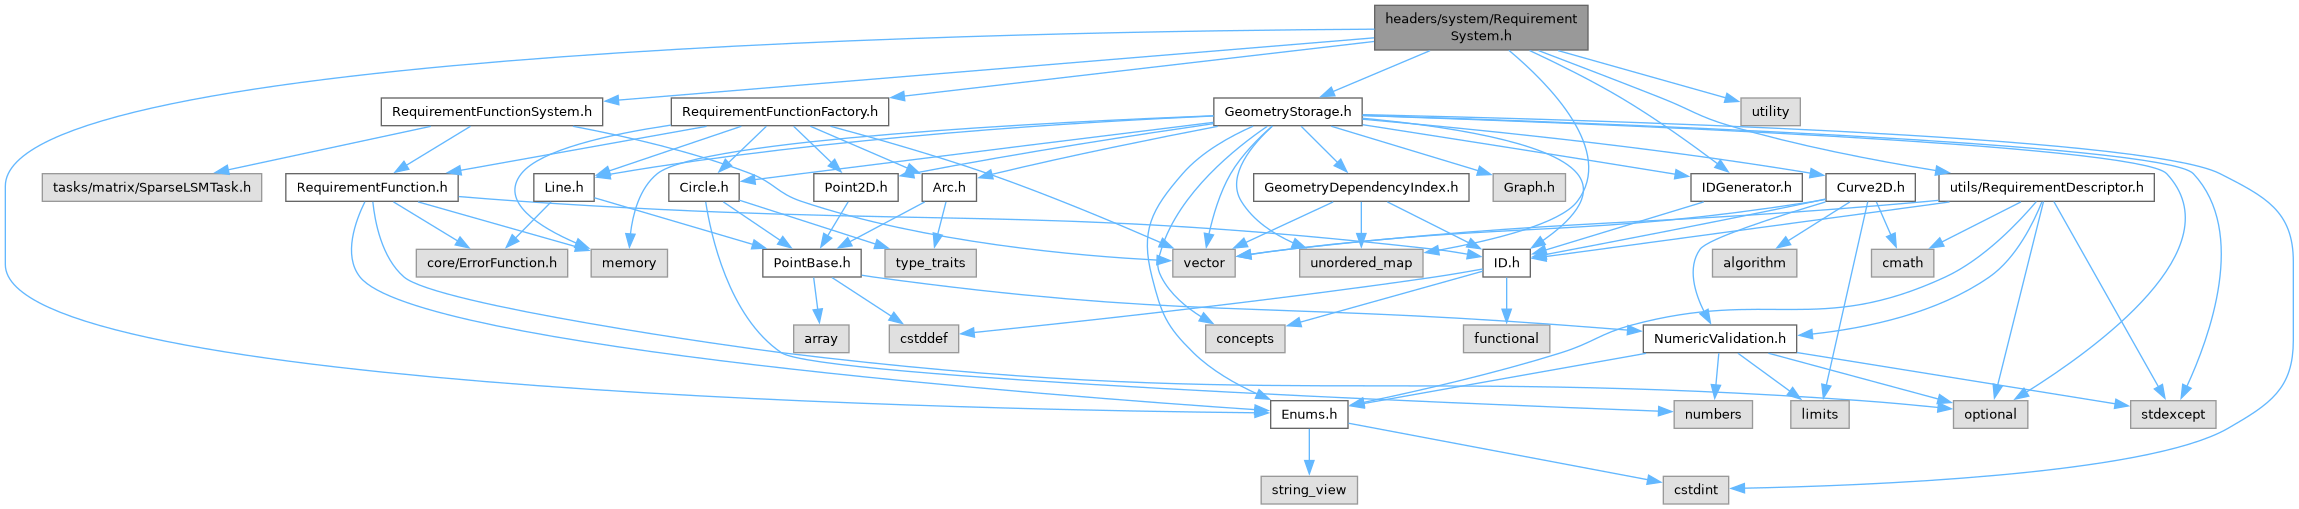 headers/system/Requirement
System.h
RequirementFunctionSystem.h
RequirementFunctionFactory.h
GeometryStorage.h
utility
tasks/matrix/SparseLSMTask.h
RequirementFunction.h
Line.h
Circle.h
Point2D.h
Arc.h
GeometryDependencyIndex.h
Graph.h
IDGenerator.h
Curve2D.h
utils/RequirementDescriptor.h
core/ErrorFunction.h
memory
PointBase.h
type_traits
vector
unordered_map
ID.h
algorithm
cmath
array
cstddef
concepts
functional
NumericValidation.h
Enums.h
numbers
limits
optional
stdexcept
string_view
cstdint